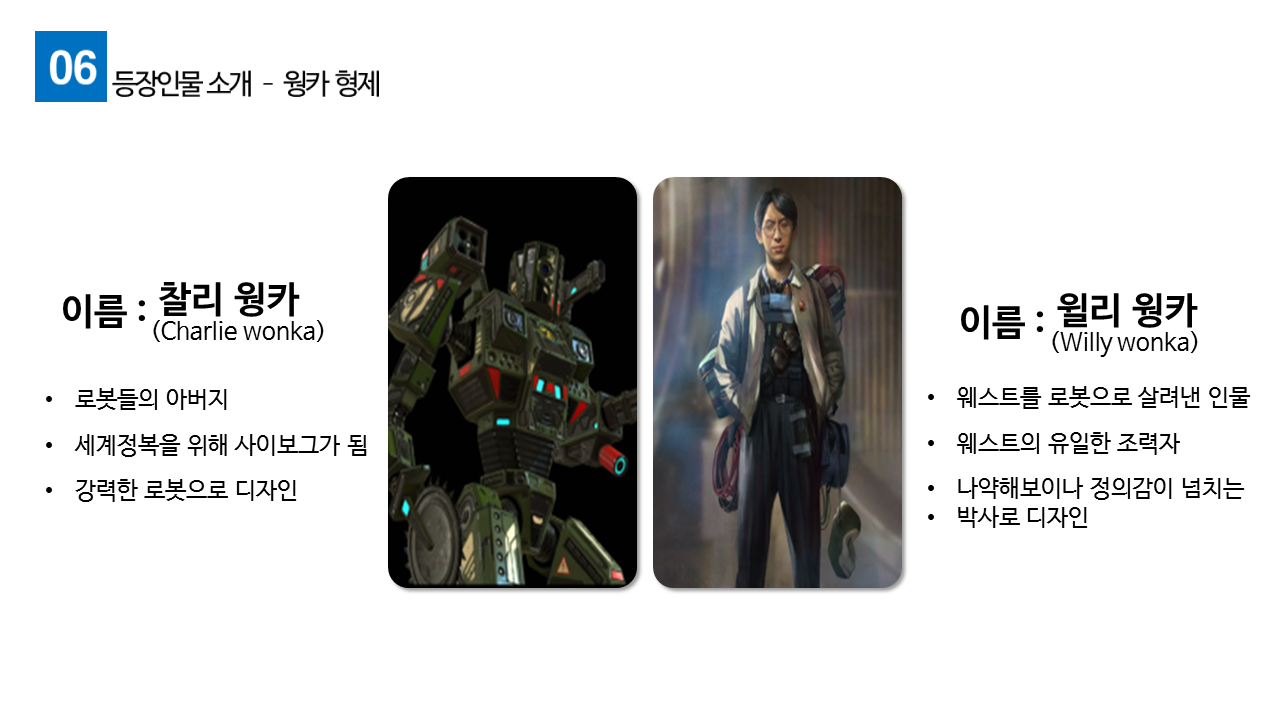 06 등장인물 소개 - 웡카 형제
이름 : 찰리 웡카
(Charlie wonka)
• 로봇들의 아버지
• 세계정복을 위해 사이보그가 됨
• 강력한 로봇으로 디자인
이름 : 윌리 웡카
(Willy wonka)
• 웨스트를 로봇으로 살려낸 인물
• 웨스트의 유일한 조력자
• 나약해보이나 정의감이 넘치는
• 박사로 디자인